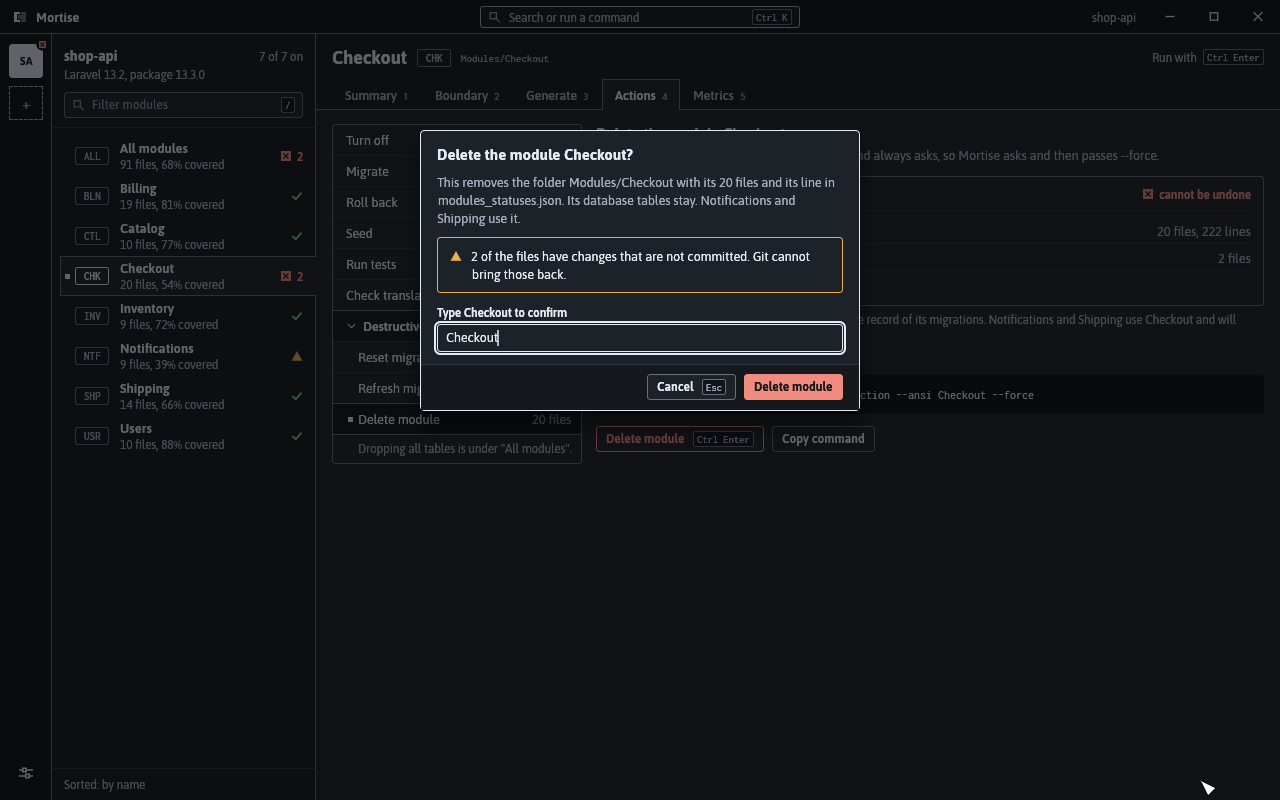 Mortise
Search or run a command
Ctrl K
shop-api
SA
+
shop-api
7 of 7 on
Laravel 13.2, package 13.3.0
Filter modules
/
ALL
All modules
91 files, 68% covered
2
BLN
Billing
19 files, 81% covered
CTL
Catalog
10 files, 77% covered
CHK
Checkout
20 files, 54% covered
2
INV
Inventory
9 files, 72% covered
NTF
Notifications
9 files, 39% covered
SHP
Shipping
14 files, 66% covered
USR
Users
10 files, 88% covered
Sorted: by name
Checkout
CHK
Modules/Checkout
Run with
Ctrl Enter
Summary 1
Boundary 2
Generate 3
Actions 4
Metrics 5
Turn off
Migrate
Roll back
Seed
Run tests
Check transla
Destructiv
Reset migra
Refresh mig
Delete module
20 files
Dropping all tables is under "All modules".
d always asks, so Mortise asks and then passes --force.
cannot be undone
20 files, 222 lines
2 files
e record of its migrations. Notifications and Shipping use Checkout and will
ction --ansi Checkout --force
Delete module
Ctrl Enter
Copy command
Delete the module Checkout?
This removes the folder Modules/Checkout with its 20 files and its line in
modules_statuses.json. Its database tables stay. Notifications and
Shipping use it.
2 of the files have changes that are not committed. Git cannot
bring those back.
Type Checkout to confirm
Checkout
Cancel
Esc
Delete module